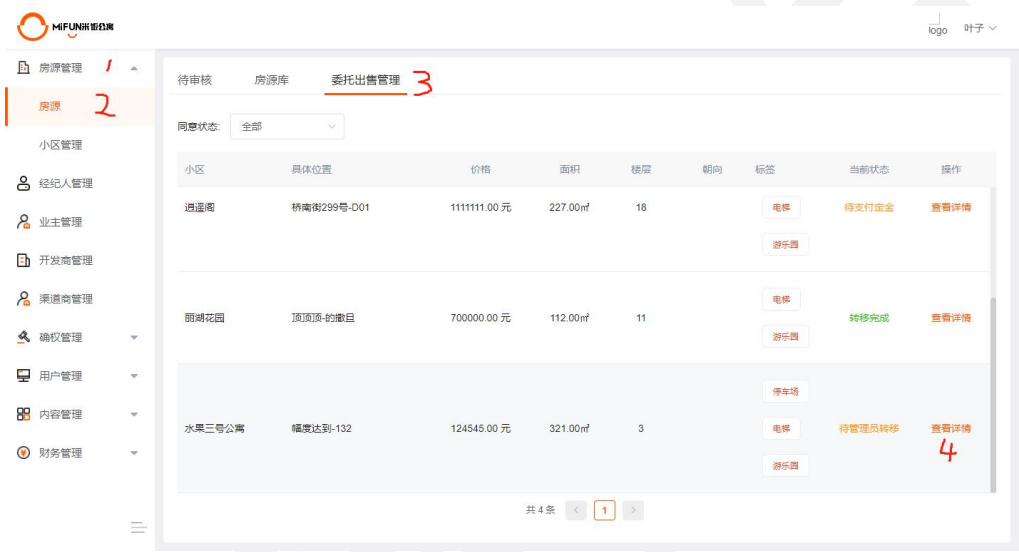 MiFUN米饭公寓
logo 叶子
房源管理 1
房源 2
小区管理
经纪人管理
业主管理
开发商管理
渠道商管理
确权管理
用户管理
内容管理
财务管理
待审核 房源库 委托出售管理 3
同意状态: 全部
小区 具体位置 价格 面积 楼层 朝向 标签 当前状态 操作
逍遥阁 桥南街299号-D01 1111111.00 元 227.00㎡ 18 电梯 待支付定金 查看详情
游乐园
丽湖花园 顶顶顶-的撒旦 700000.00 元 112.00㎡ 11 电梯 转移完成 查看详情
游乐园
停车场
水果三号公寓 幅度达到-132 124545.00 元 321.00㎡ 3 电梯 待管理员转移 查看详情
4
游乐园
共 4 条 < 1 >